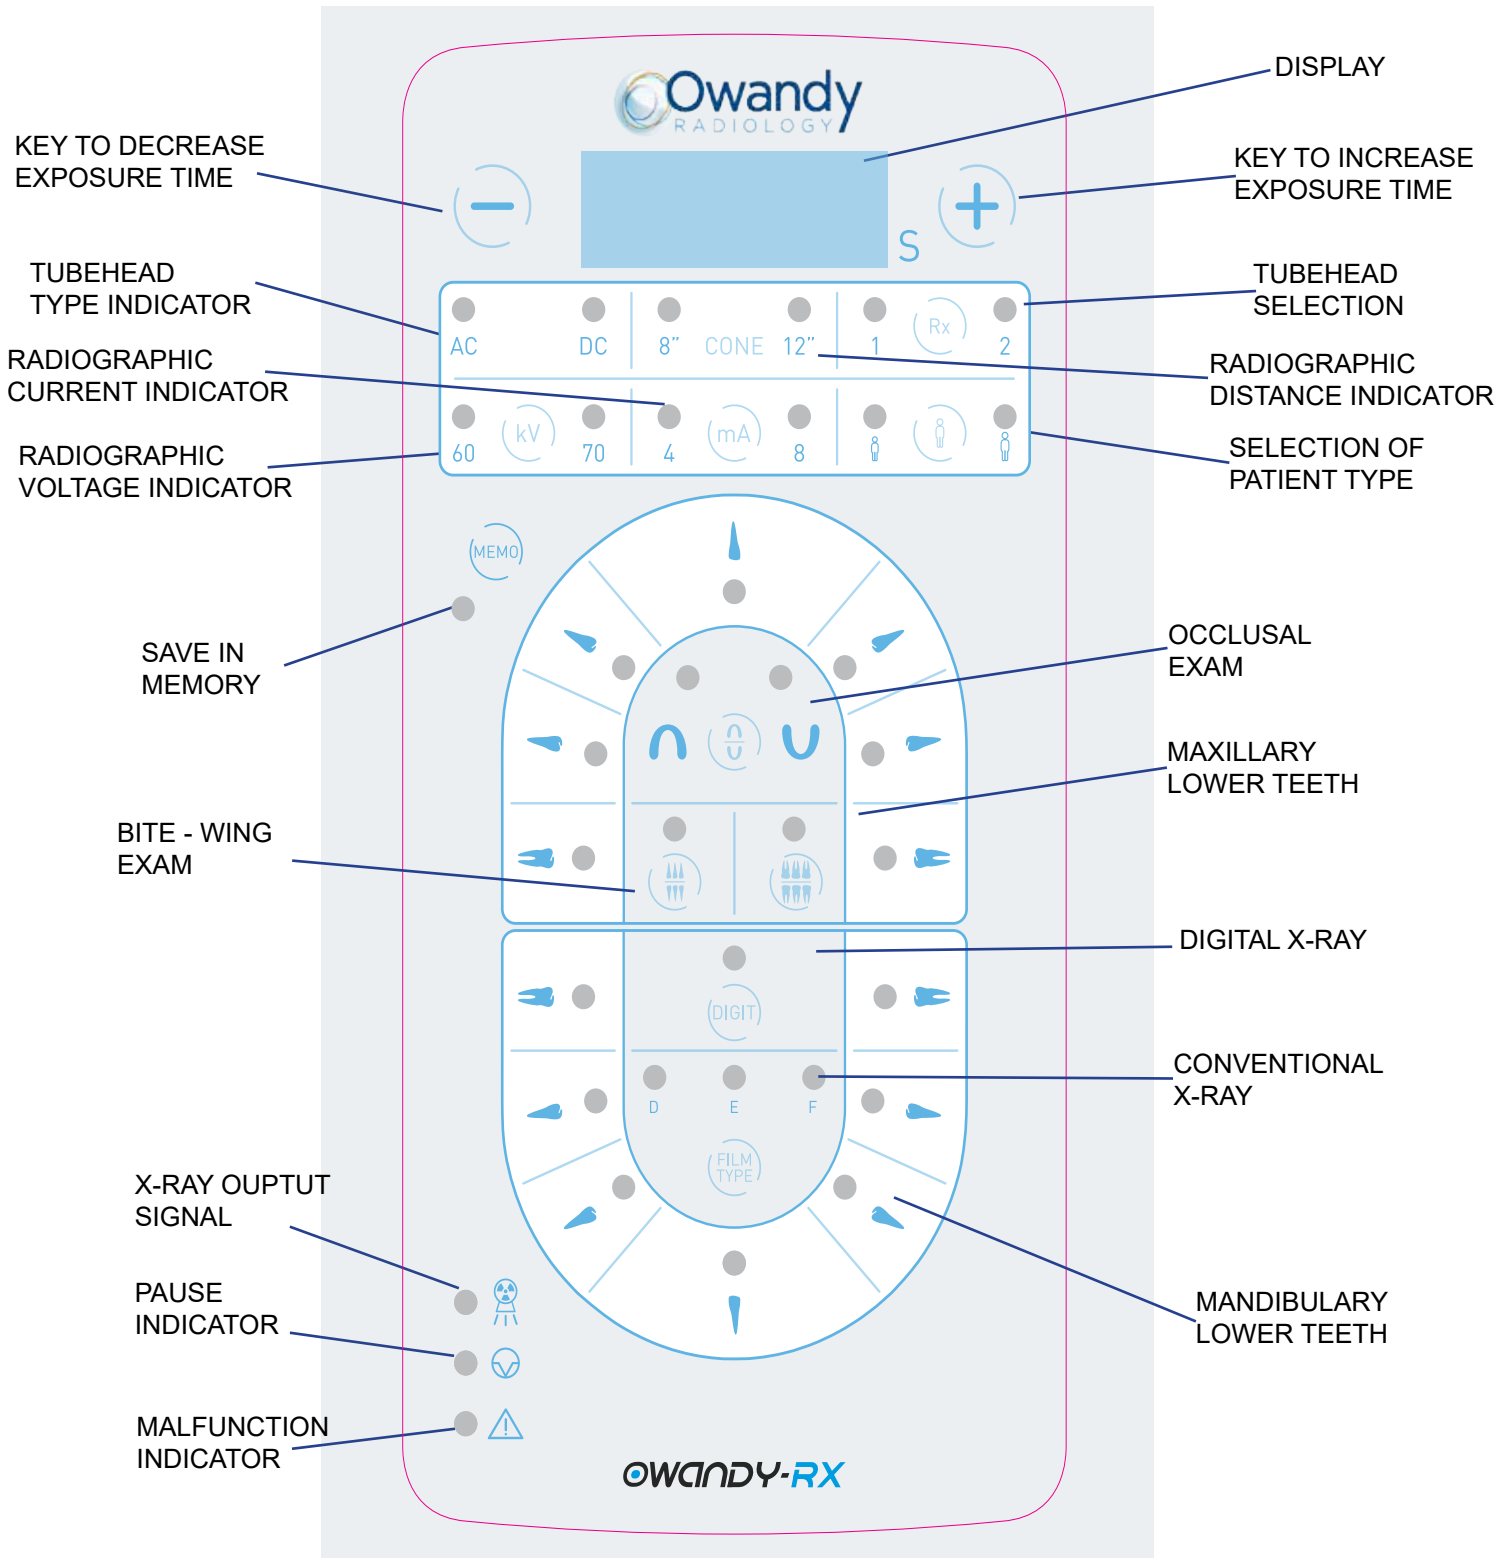 Owandy
RADIOLOGY
DISPLAY
KEY TO DECREASE
EXPOSURE TIME
KEY TO INCREASE
EXPOSURE TIME
S
TUBEHEAD
TYPE INDICATOR
TUBEHEAD
SELECTION
AC DC 8” CONE 12” 1 Rx 2
RADIOGRAPHIC
CURRENT INDICATOR
RADIOGRAPHIC
DISTANCE INDICATOR
60 kV 70 4 mA 8
RADIOGRAPHIC
VOLTAGE INDICATOR
SELECTION OF
PATIENT TYPE
MEMO
SAVE IN
MEMORY
OCCLUSAL
EXAM
MAXILLARY
LOWER TEETH
BITE - WING
EXAM
DIGITAL X-RAY
DIGIT
CONVENTIONAL
X-RAY
D E F
FILM
TYPE
X-RAY OUPTUT
SIGNAL
PAUSE
INDICATOR
MANDIBULARY
LOWER TEETH
MALFUNCTION
INDICATOR
OWANDY-RX